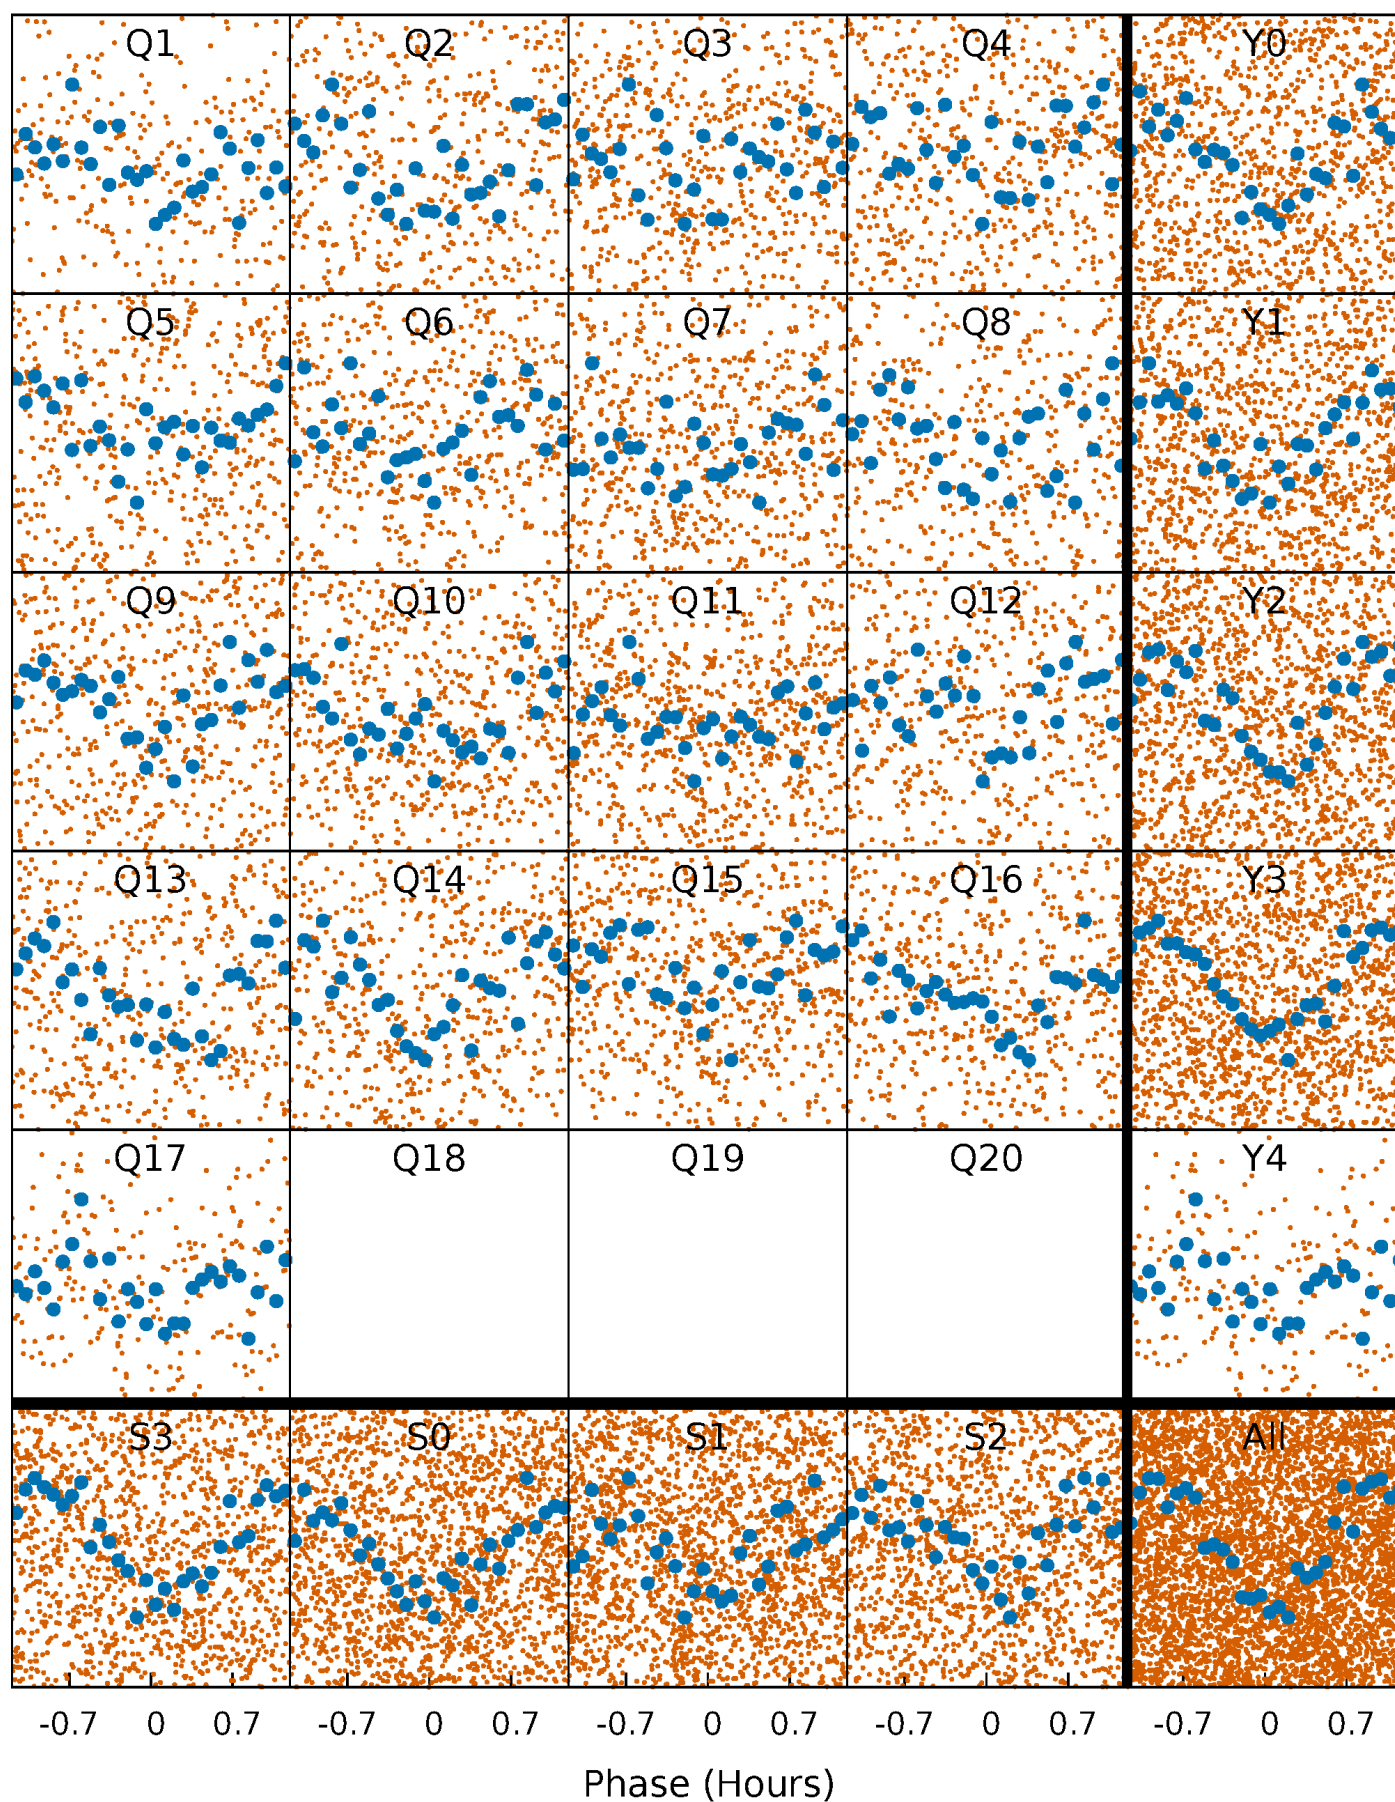 Q1 Q2 Q3 Q4 Y0
Q5 Q6 Q7 Q8 Y1
Q9 Q10 Q11 Q12 Y2
Q13 Q14 Q15 Q16 Y3
Q17 Q18 Q19 Q20 Y4
S3 S0 S1 S2 All
-0.7 0 0.7 -0.7 0 0.7 -0.7 0 0.7 -0.7 0 0.7 -0.7 0 0.7
Phase (Hours)